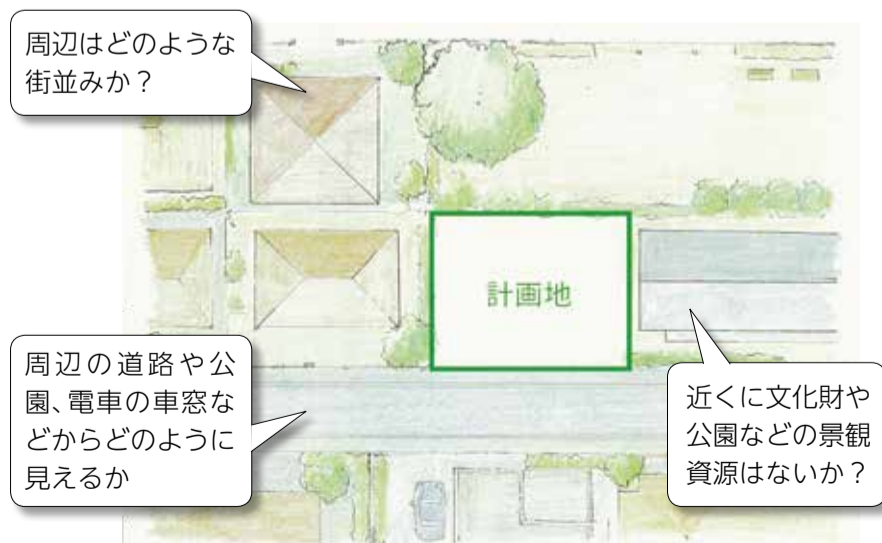 周辺はどのような
街並みか？
計画地
周辺の道路や公
園、電車の車窓な
どからどのように
見えるか
近くに文化財や
公園などの景観
資源はないか？